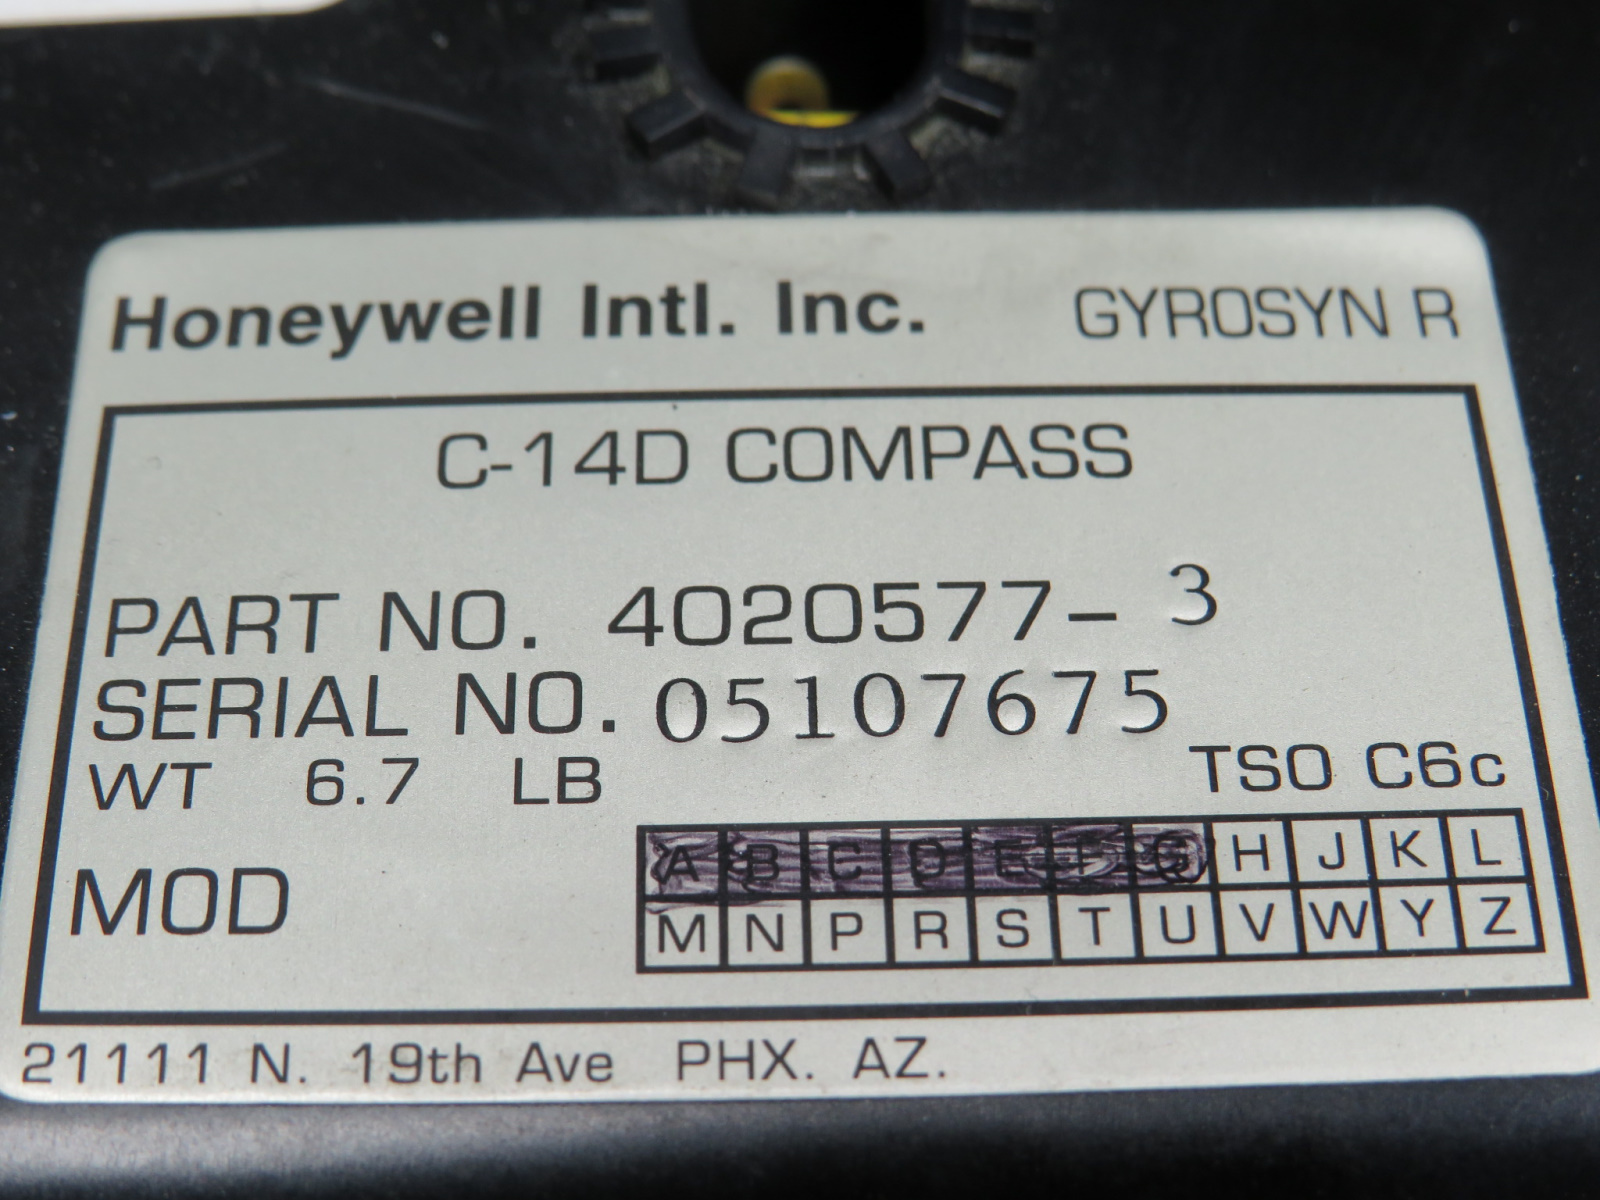 Honeywell Intl. Inc. GYROSYN R
C-14D COMPASS
PART NO. 4020577- 3
SERIAL NO. 05107675
WT 6.7 LB TSO C6c
MOD
A B C D E F G H J K L
M N P R S T U V W Y Z
21111 N. 19th Ave PHX. AZ.